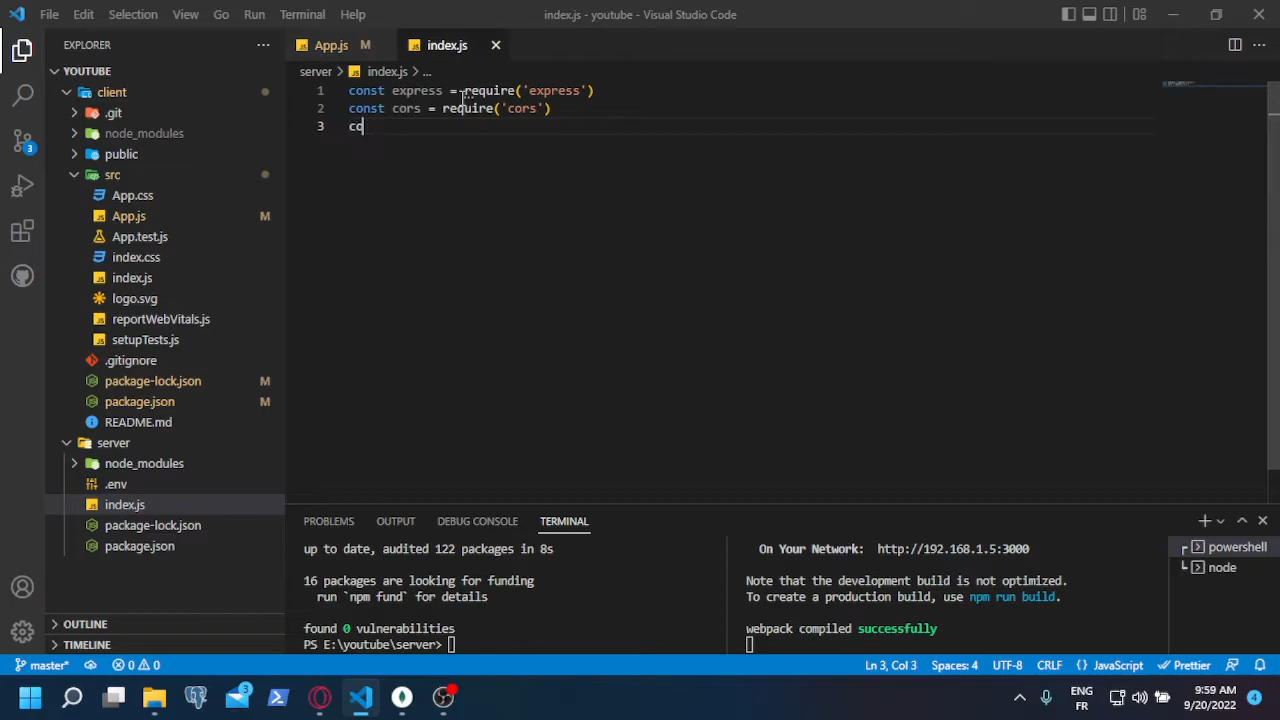 File Edit Selection View Go Run Terminal Help
index.js - youtube - Visual Studio Code
EXPLORER
App.js M
index.js
YOUTUBE
server > index.js > ...
client
.git
node_modules
public
src
App.css
App.js M
App.test.js
index.css
index.js
logo.svg
reportWebVitals.js
setupTests.js
.gitignore
package-lock.json M
package.json M
README.md
server
node_modules
.env
index.js
package-lock.json
package.json
OUTLINE
TIMELINE
1 const express = require('express')
2 const cors = require('cors')
3 co
PROBLEMS OUTPUT DEBUG CONSOLE TERMINAL
up to date, audited 122 packages in 8s
16 packages are looking for funding
run `npm fund` for details
found 0 vulnerabilities
PS E:\youtube\server>
On Your Network: http://192.168.1.5:3000
Note that the development build is not optimized.
To create a production build, use npm run build.
webpack compiled successfully
powershell
node
3
master* 0 0
Ln 3, Col 3 Spaces: 4 UTF-8 CRLF {} JavaScript Prettier
3
ENG
FR
9:59 AM
9/20/2022
4